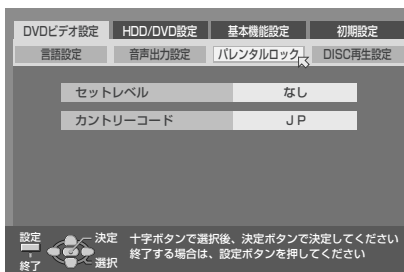 DVDビデオ設定 HDD/DVD設定 基本機能設定 初期設定
言語設定 音声出力設定 パレンタルロック DISC再生設定
セットレベル なし
カントリーコード JP
設定 決定 十字ボタンで選択後、決定ボタンで決定してください
終了 選択 終了する場合は、設定ボタンを押してください